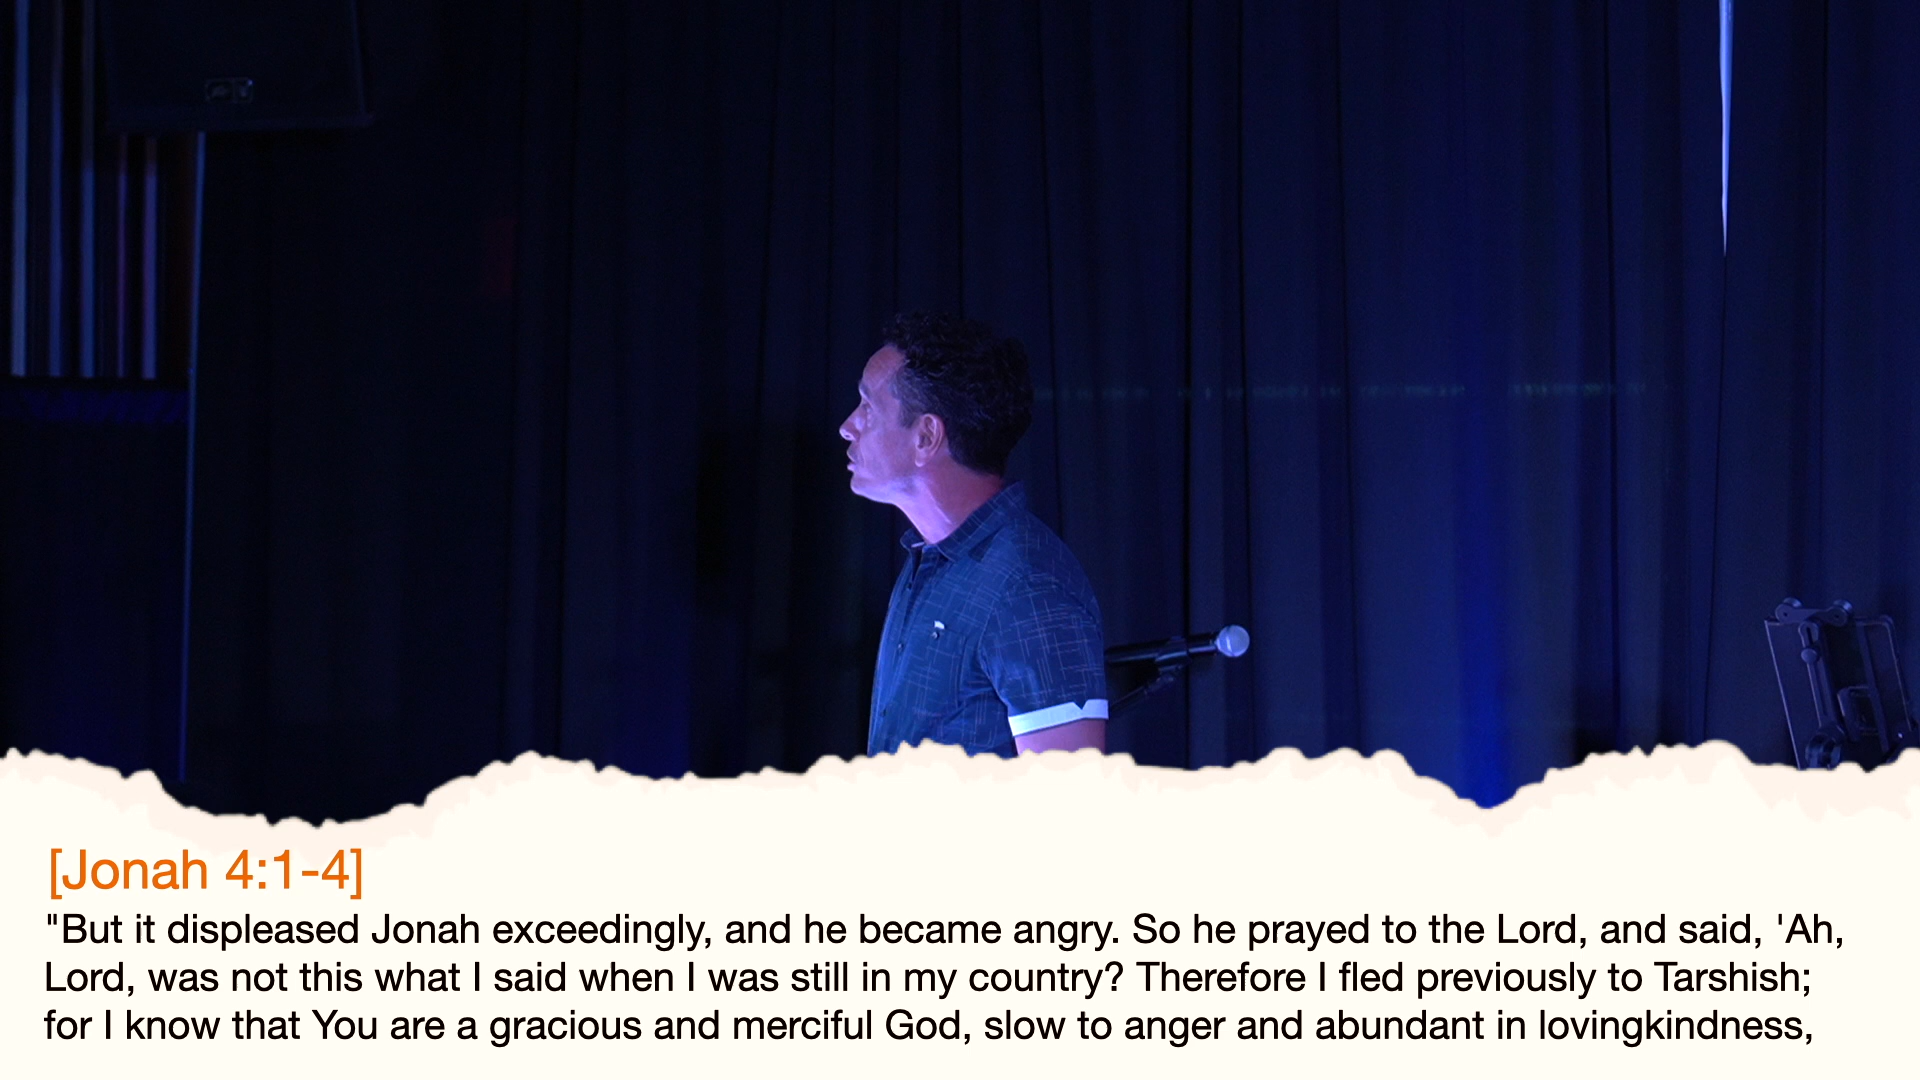 [Jonah 4:1-4]
"But it displeased Jonah exceedingly, and he became angry. So he prayed to the Lord, and said, 'Ah,
Lord, was not this what I said when I was still in my country? Therefore I fled previously to Tarshish;
for I know that You are a gracious and merciful God, slow to anger and abundant in lovingkindness,